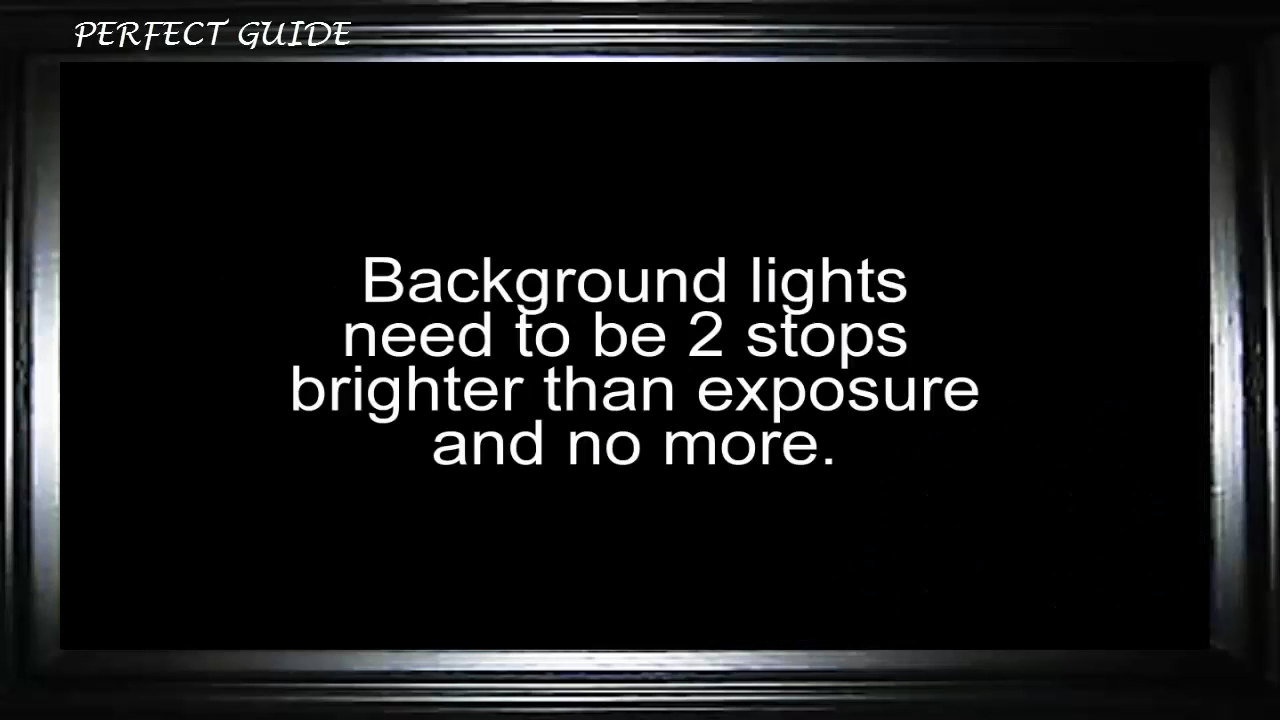 PERFECT GUIDE
Background lights
need to be 2 stops
brighter than exposure
and no more.